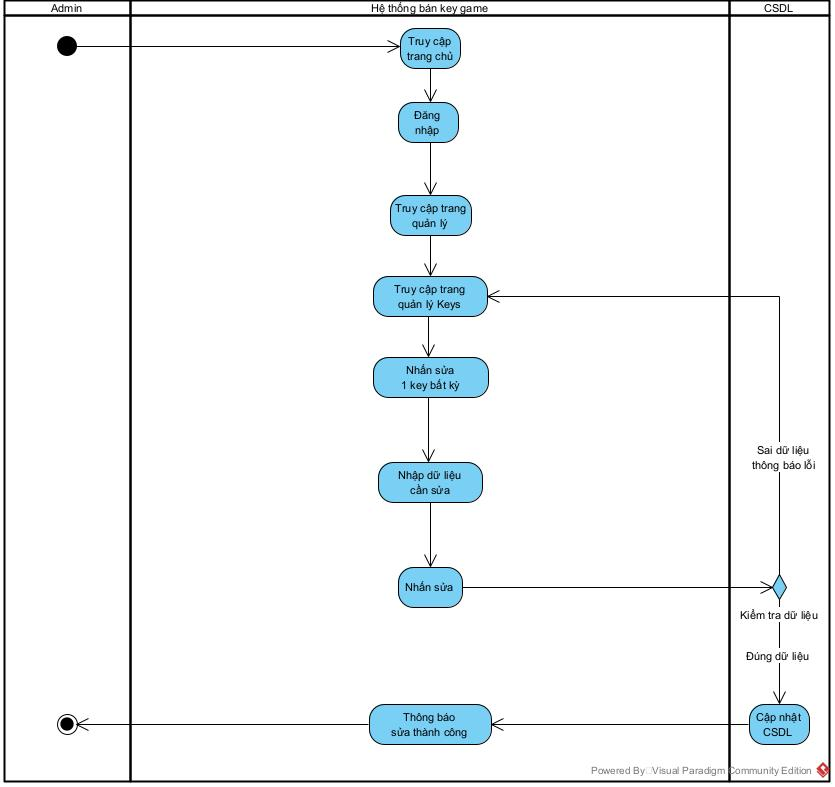 Admin
Hệ thống bán key game
CSDL
Truy cập
trang chủ
Đăng
nhập
Truy cập trang
quản lý
Truy cập trang
quản lý Keys
Nhấn sửa
1 key bất kỳ
Sai dữ liệu
thông báo lỗi
Nhập dữ liệu
cần sửa
Nhấn sửa
Kiểm tra dữ liệu
Đúng dữ liệu
Thông báo
sửa thành công
Cập nhật
CSDL
Powered By Visual Paradigm Community Edition